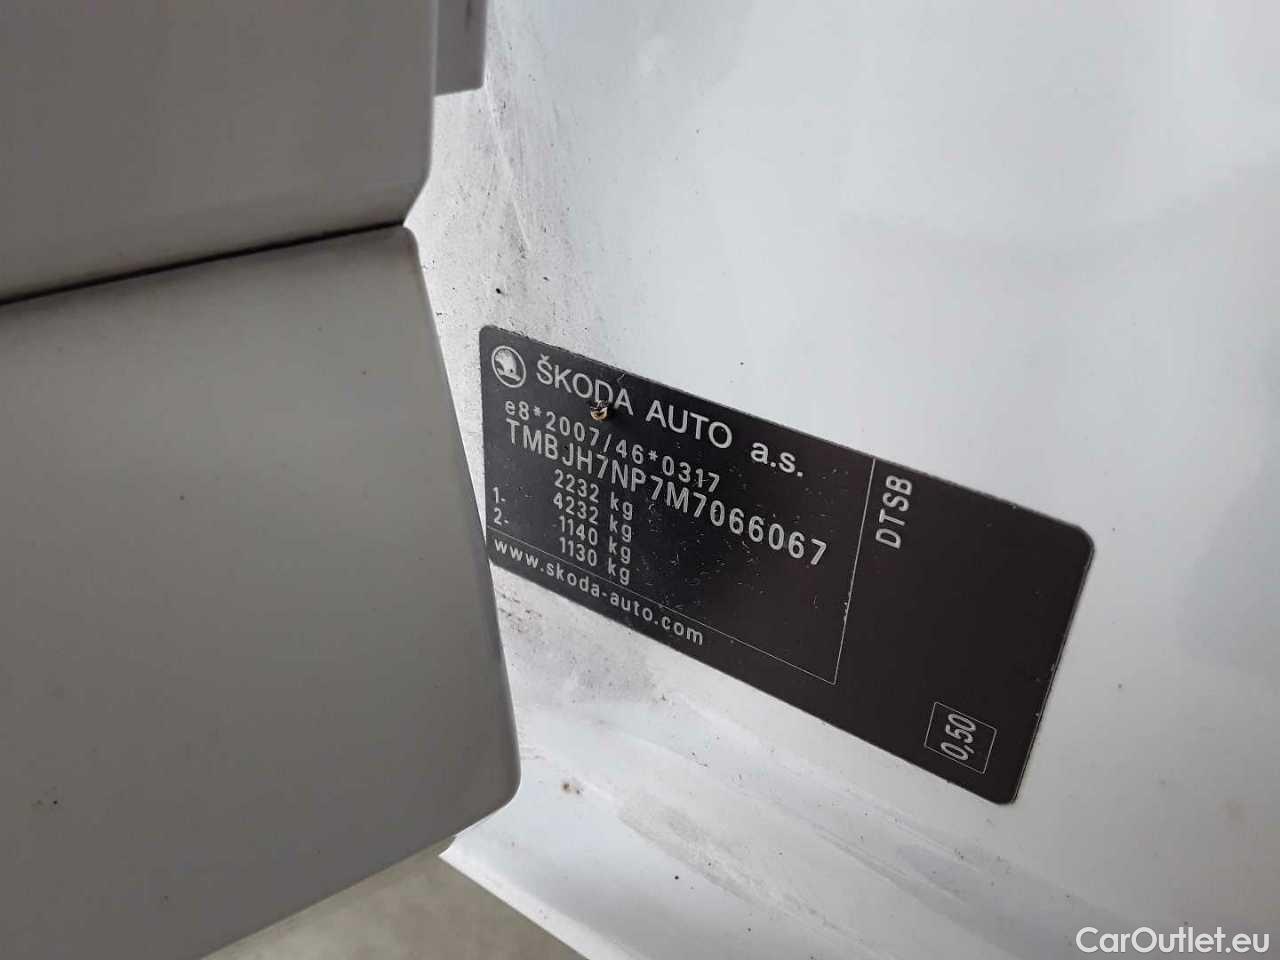 ŠKODA AUTO a.s.
e8*2007/46*0317
TMBJH7NP7M7066067
2232 kg
4232 kg
1- 1140 kg
2- 1130 kg
www.skoda-auto.com
DTSB
0,50
CarOutlet.eu